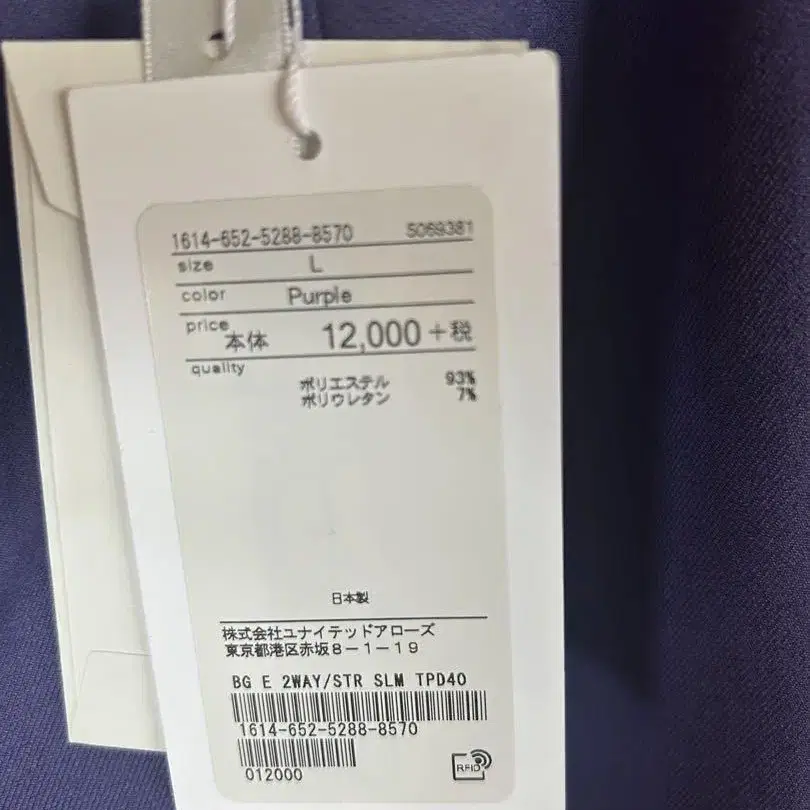 1614-652-5288-8570 5069381
size L
color Purple
price 本体 12,000+税
quality
ポリエステル 93%
ポリウレタン 7%
日本製
株式会社ユナイテッドアローズ
東京都港区赤坂8-1-19
BG E 2WAY/STR SLM TPD40
1614-652-5288-8570
012000
RFID